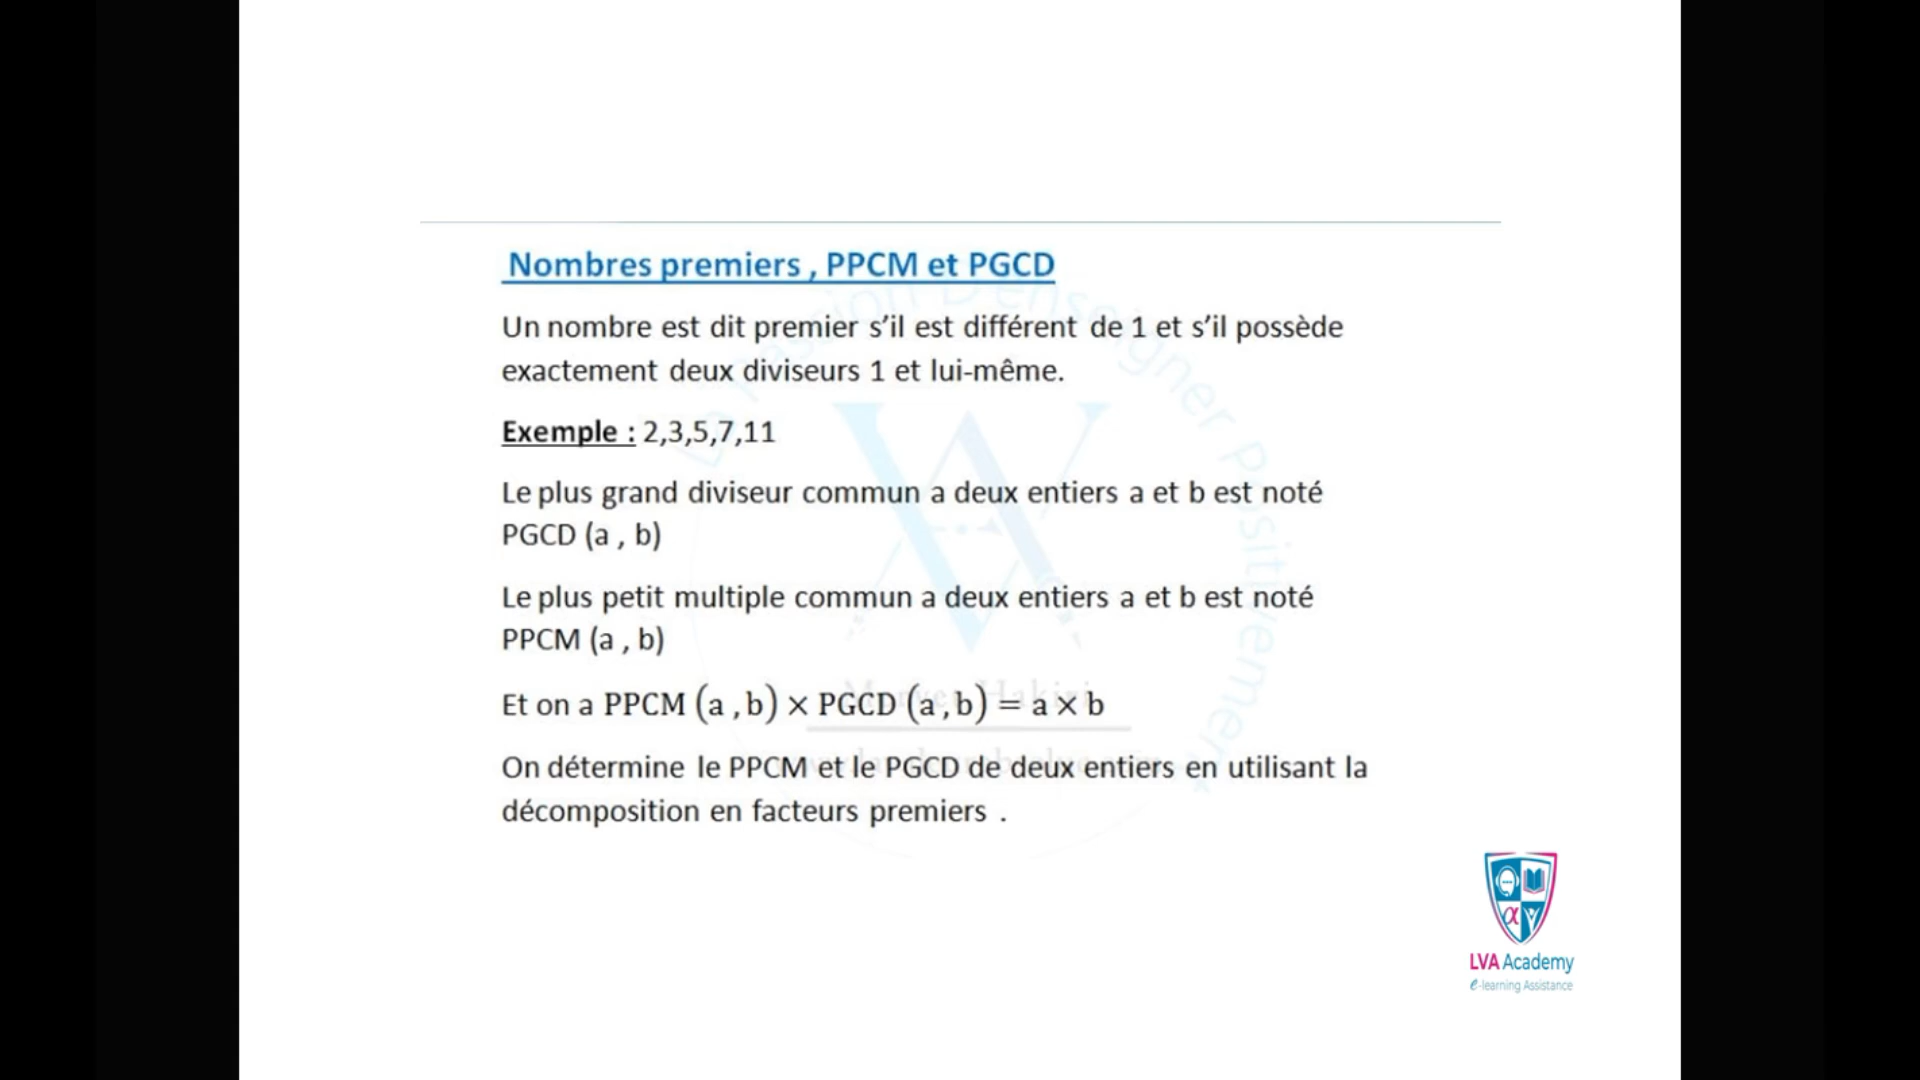 Nombres premiers , PPCM et PGCD
Un nombre est dit premier s’il est différent de 1 et s’il possède
exactement deux diviseurs 1 et lui-même.
Exemple : 2,3,5,7,11
Le plus grand diviseur commun a deux entiers a et b est noté
PGCD (a , b)
Le plus petit multiple commun a deux entiers a et b est noté
PPCM (a , b)
Et on a PPCM (a ,b) × PGCD (a ,b) = a × b
On détermine le PPCM et le PGCD de deux entiers en utilisant la
décomposition en facteurs premiers .
La passion D'enseigner Positivement
LVA Academy
e-learning Assistance